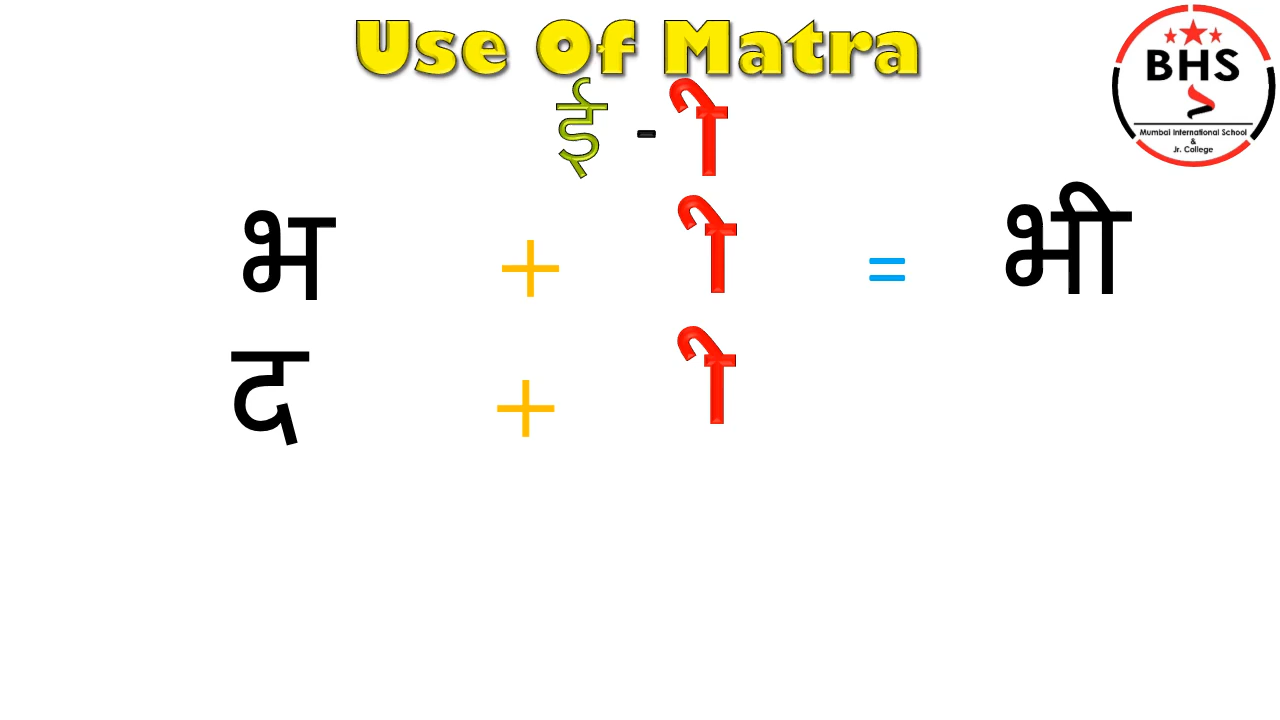 Use Of Matra
ई - ी
भ + ी = भी
द + ी
BHS
Mumbai International School
&
Jr. College